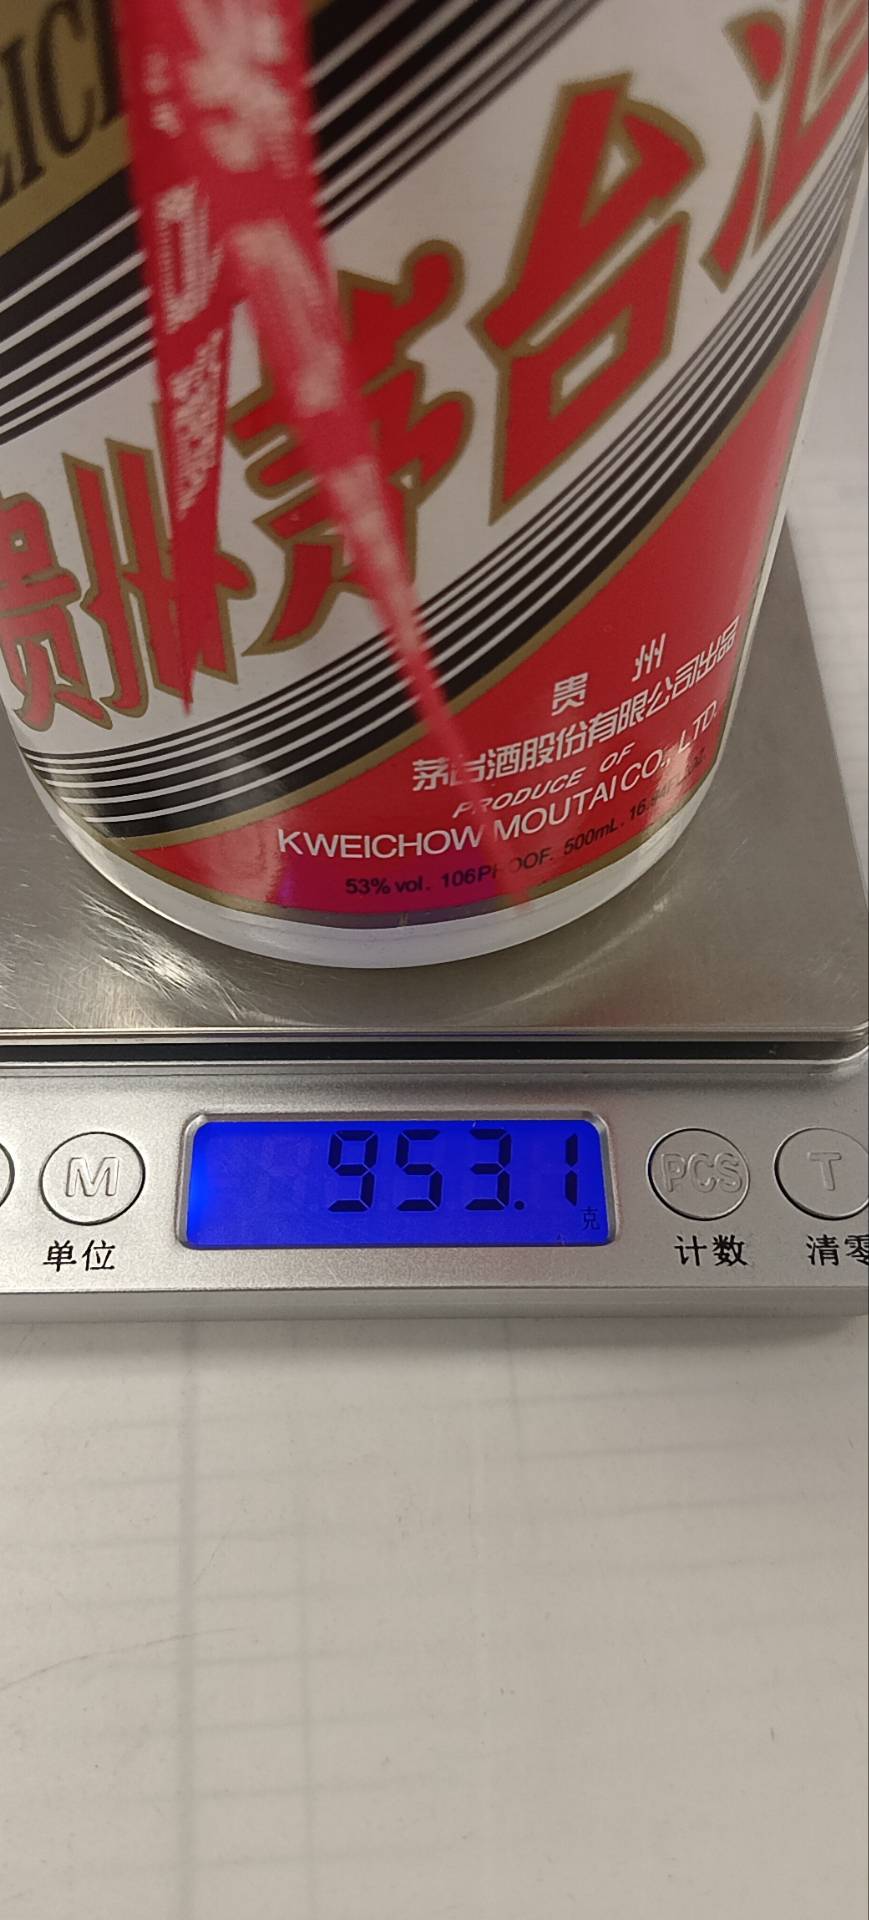 EICH
贵州茅台酒
贵 州
茅台酒股份有限公司出品
PRODUCE OF
KWEICHOW MOUTAI CO., LTD.
53% vol. 106PROOF. 500mL.
953.1
克
M
PCS
T
单位
计数
清零